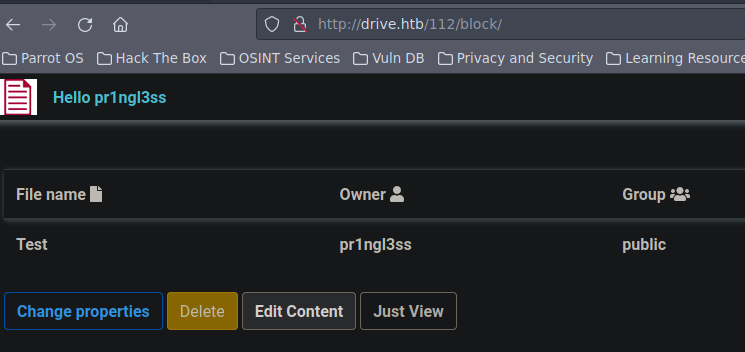 http://drive.htb/112/block/
Parrot OS Hack The Box OSINT Services Vuln DB Privacy and Security Learning Resource
Hello pr1ngl3ss
File name Owner Group
Test pr1ngl3ss public
Change properties Delete Edit Content Just View